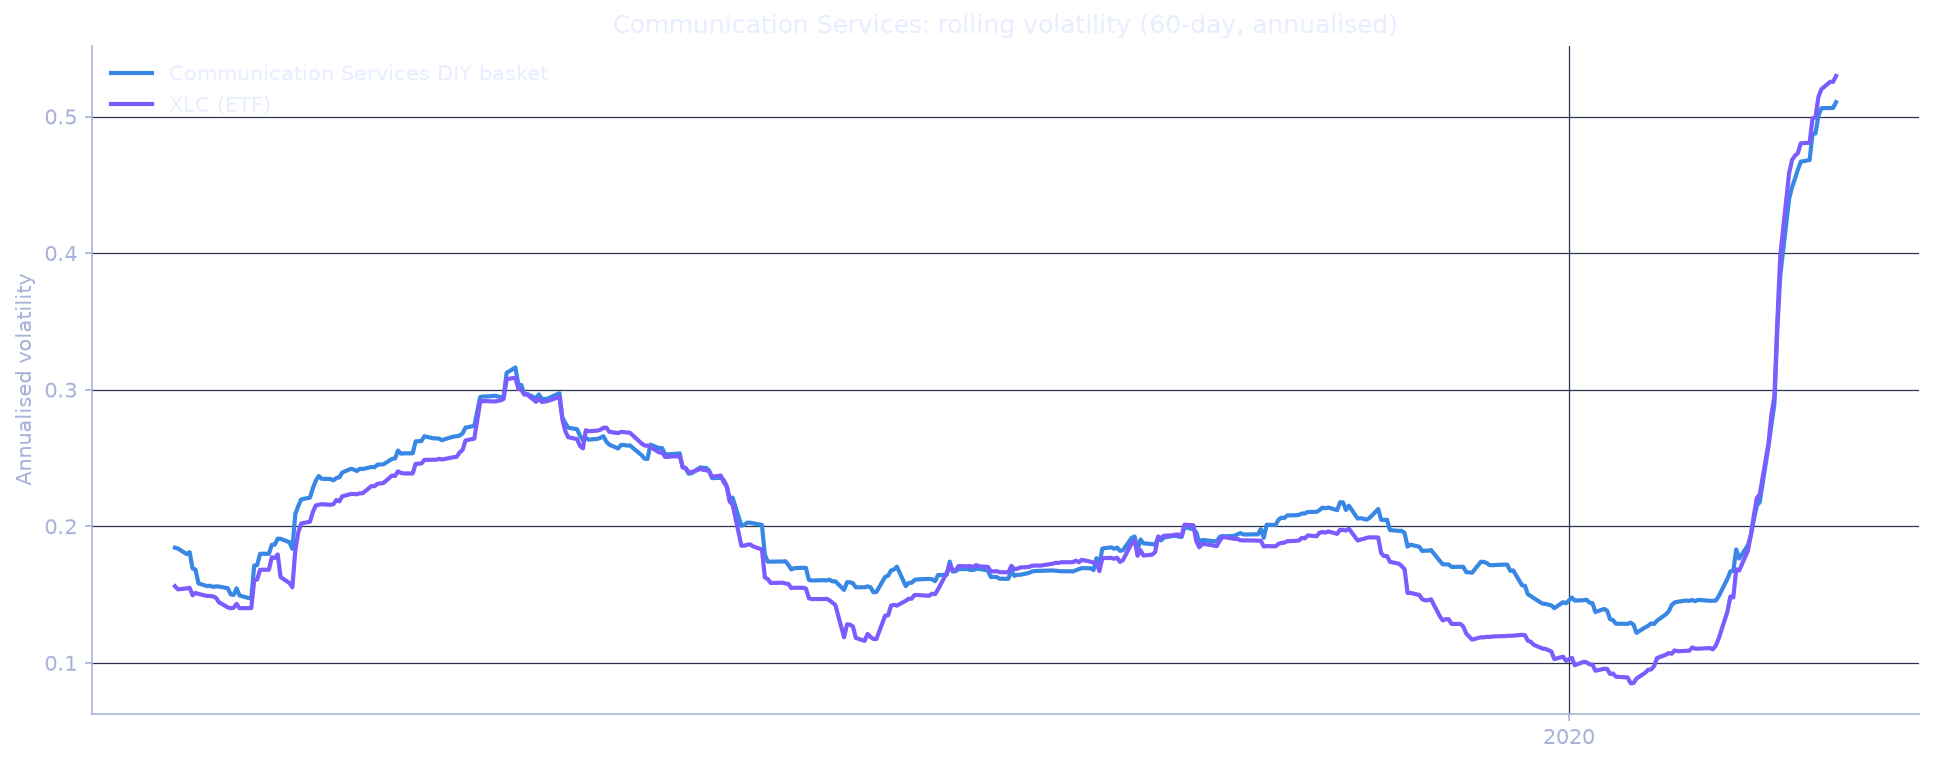 Communication Services: rolling volatility (60-day, annualised)
Communication Services DIY basket
XLC (ETF)
Annualised volatility
0.5
0.4
0.3
0.2
0.1
2020